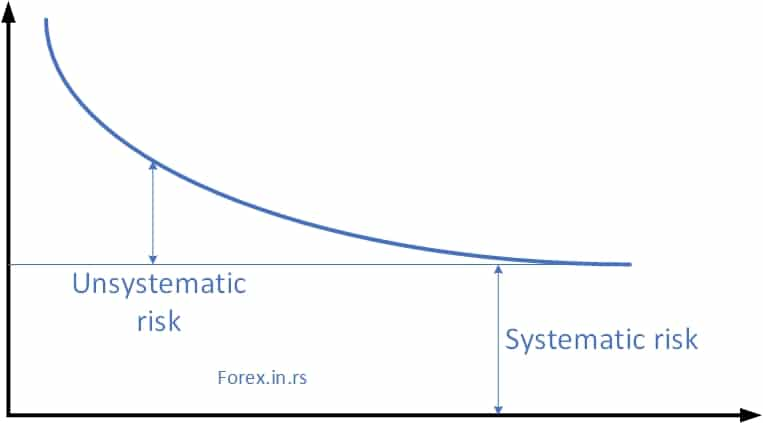 Unsystematic
risk
Systematic risk
Forex.in.rs